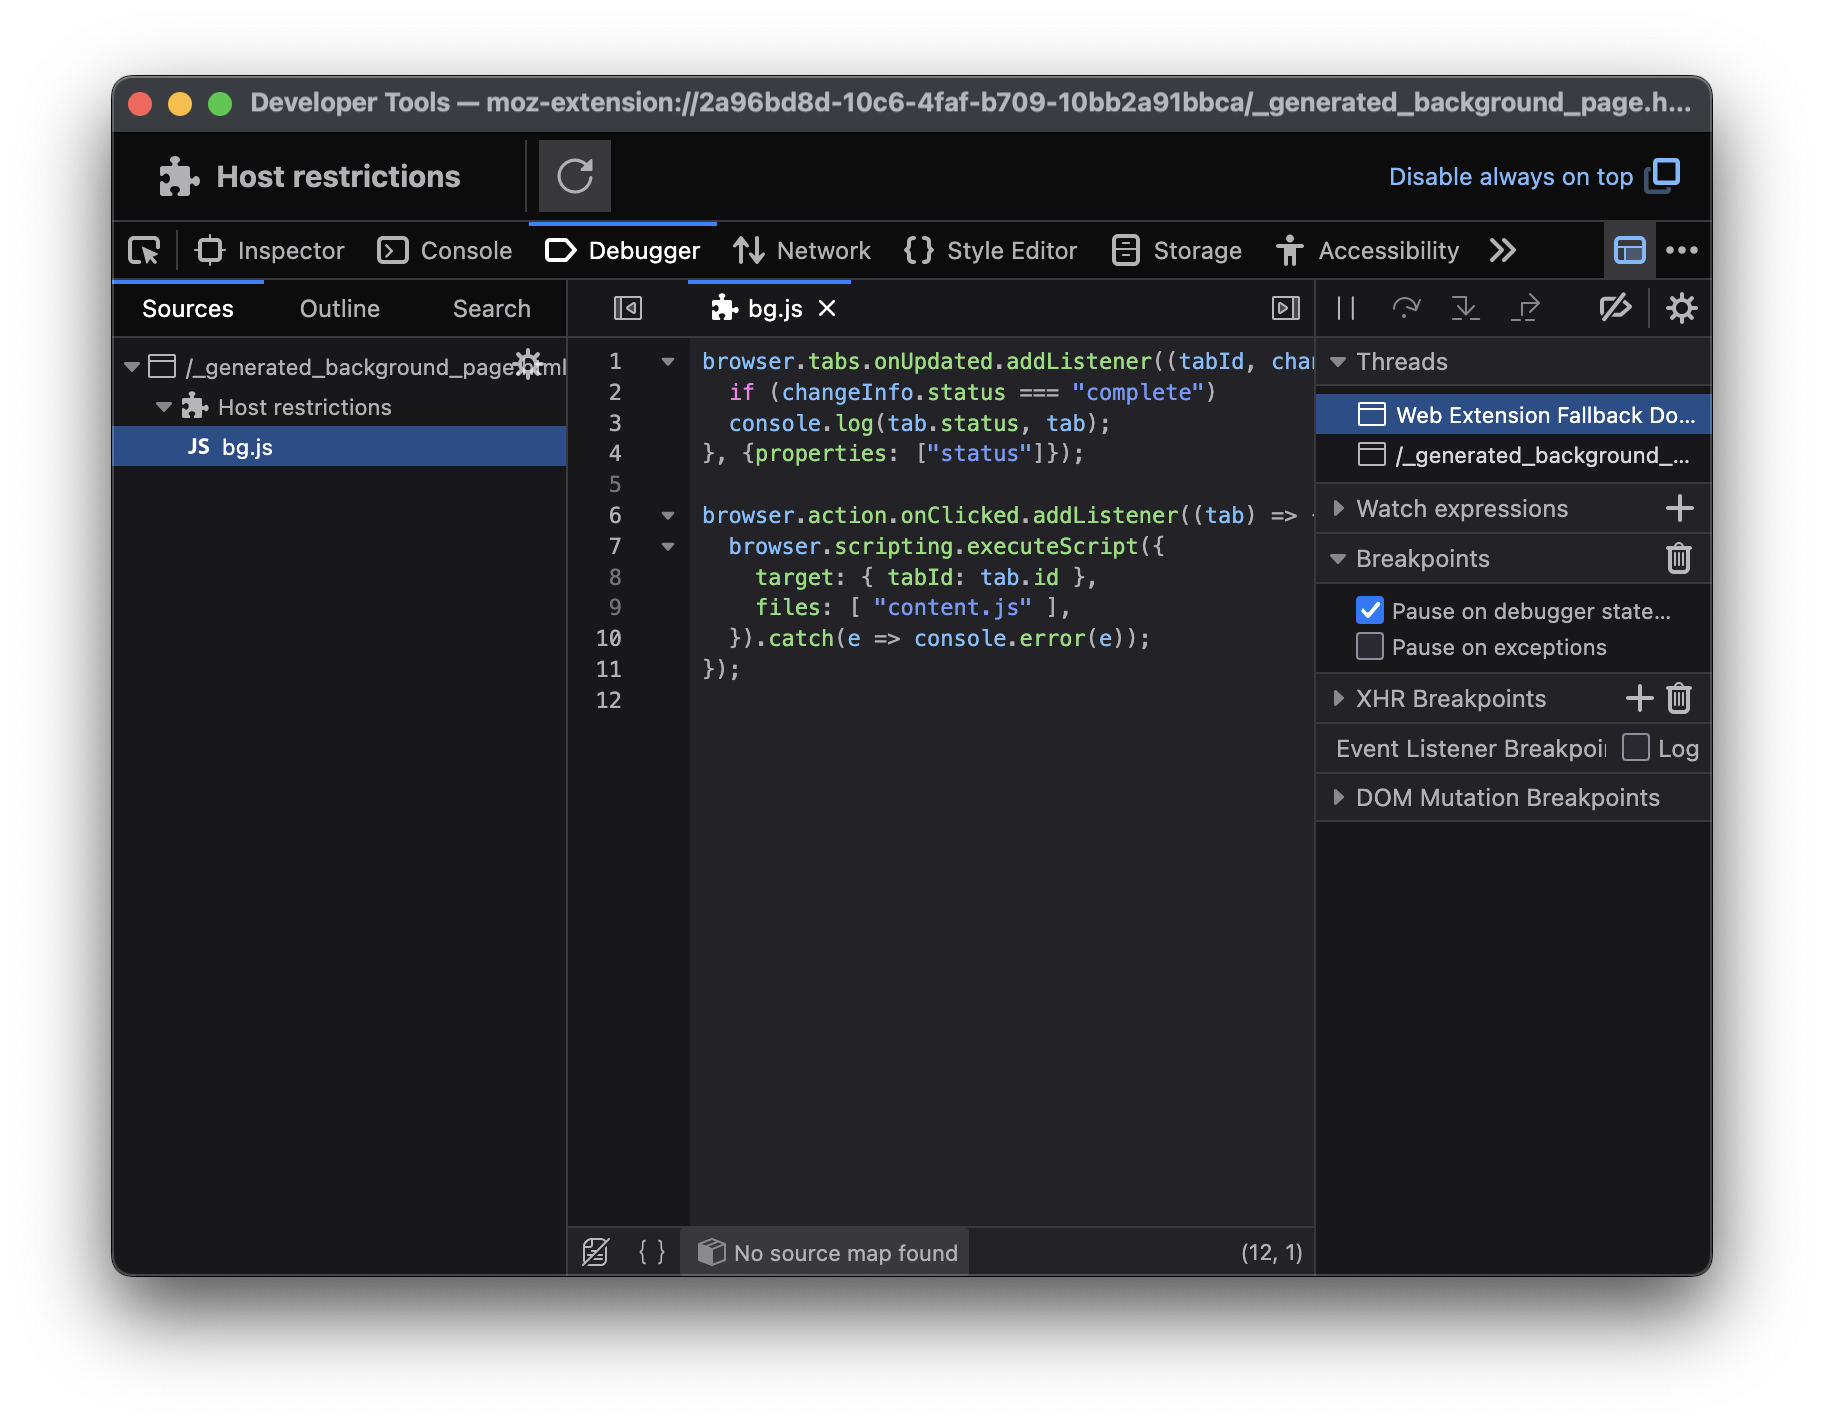 Developer Tools — moz-extension://2a96bd8d-10c6-4faf-b709-10bb2a91bbca/_generated_background_page.h...
Host restrictions
Disable always on top
Inspector
Console
Debugger
Network
Style Editor
Storage
Accessibility
Sources
Outline
Search
bg.js
/_generated_background_page.html
Host restrictions
JS bg.js
1 browser.tabs.onUpdated.addListener((tabId, chan
2 if (changeInfo.status === "complete")
3 console.log(tab.status, tab);
4 }, {properties: ["status"]});
5
6 browser.action.onClicked.addListener((tab) => {
7 browser.scripting.executeScript({
8 target: { tabId: tab.id },
9 files: [ "content.js" ],
10 }).catch(e => console.error(e));
11 });
12
{ } No source map found
(12, 1)
Threads
Web Extension Fallback Do...
/_generated_background_...
Watch expressions
Breakpoints
Pause on debugger state...
Pause on exceptions
XHR Breakpoints
Event Listener Breakpoin
Log
DOM Mutation Breakpoints